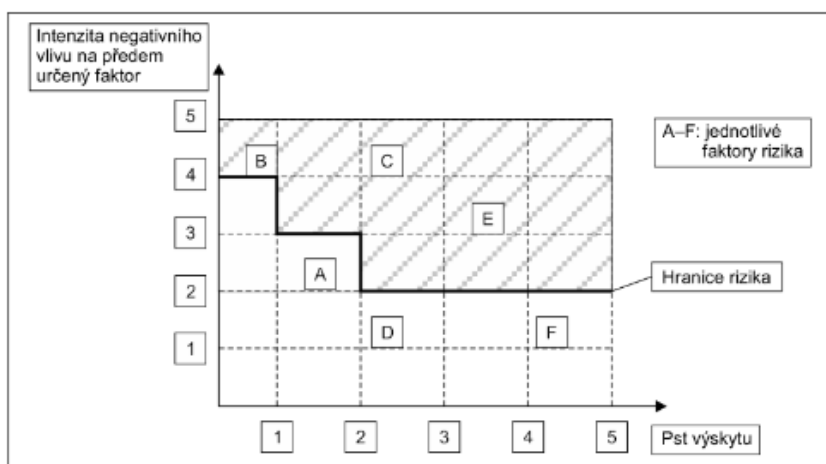 Intenzita negativního
vlivu na předem
určený faktor
5
A–F: jednotlivé
faktory rizika
B
C
4
E
3
A
Hranice rizika
2
D
F
1
1
2
3
4
5
Pst výskytu